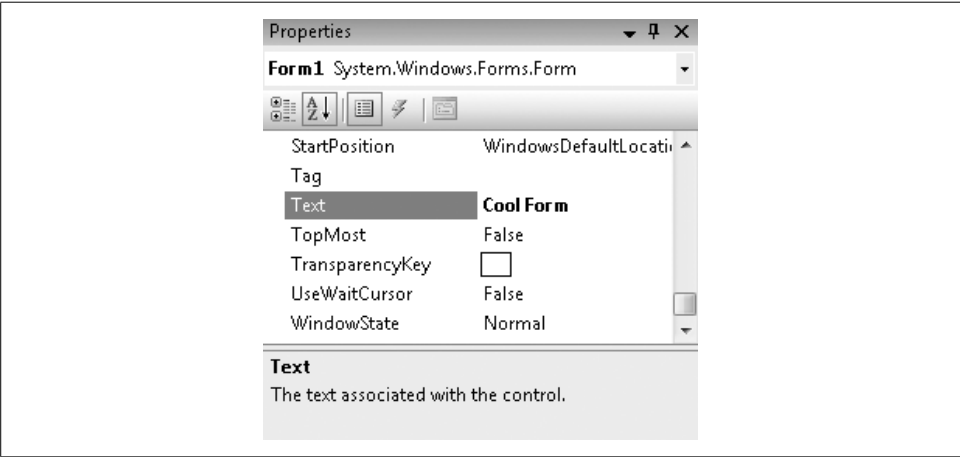 Properties
Form1 System.Windows.Forms.Form
A
Z
StartPosition WindowsDefaultLocati
Tag
Text Cool Form
TopMost False
TransparencyKey
UseWaitCursor False
WindowState Normal
Text
The text associated with the control.